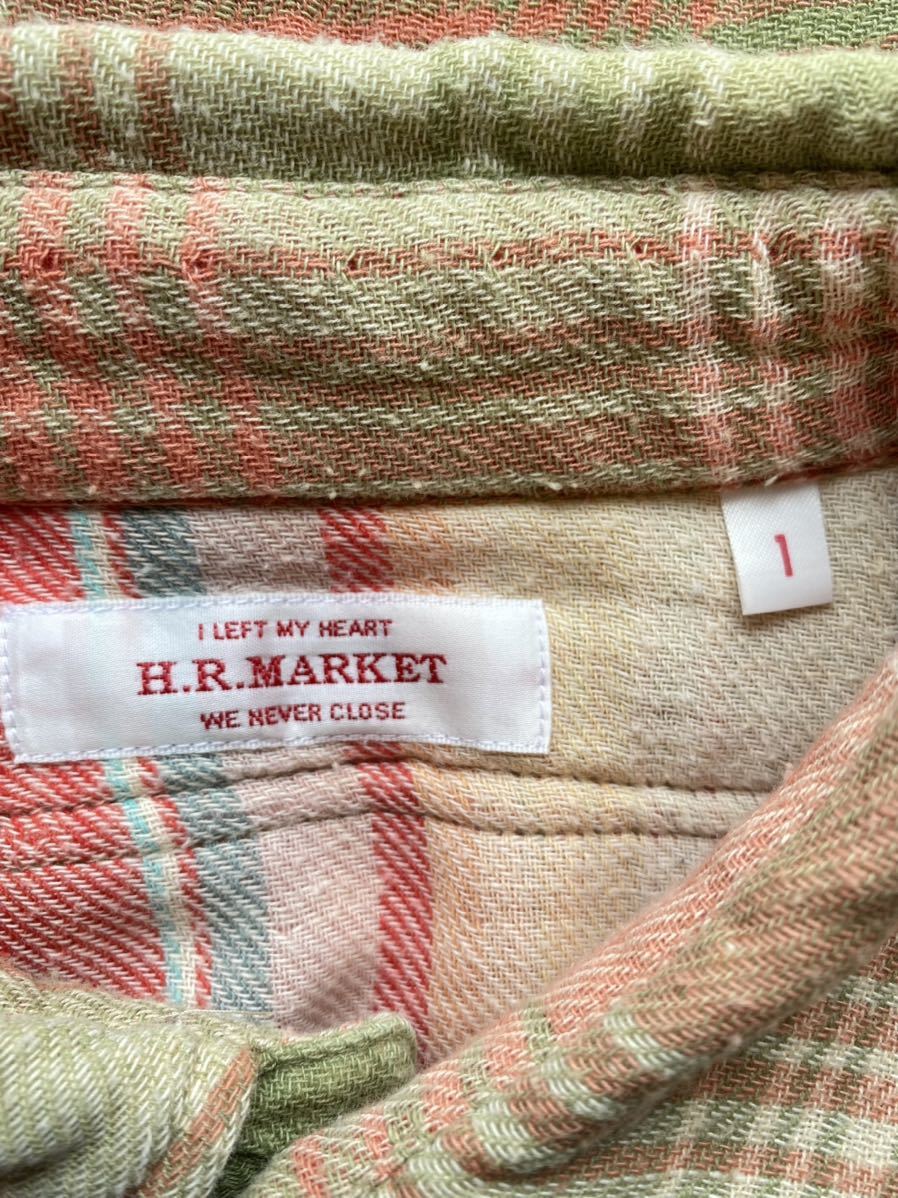 I LEFT MY HEART
H.R.MARKET
WE NEVER CLOSE
1